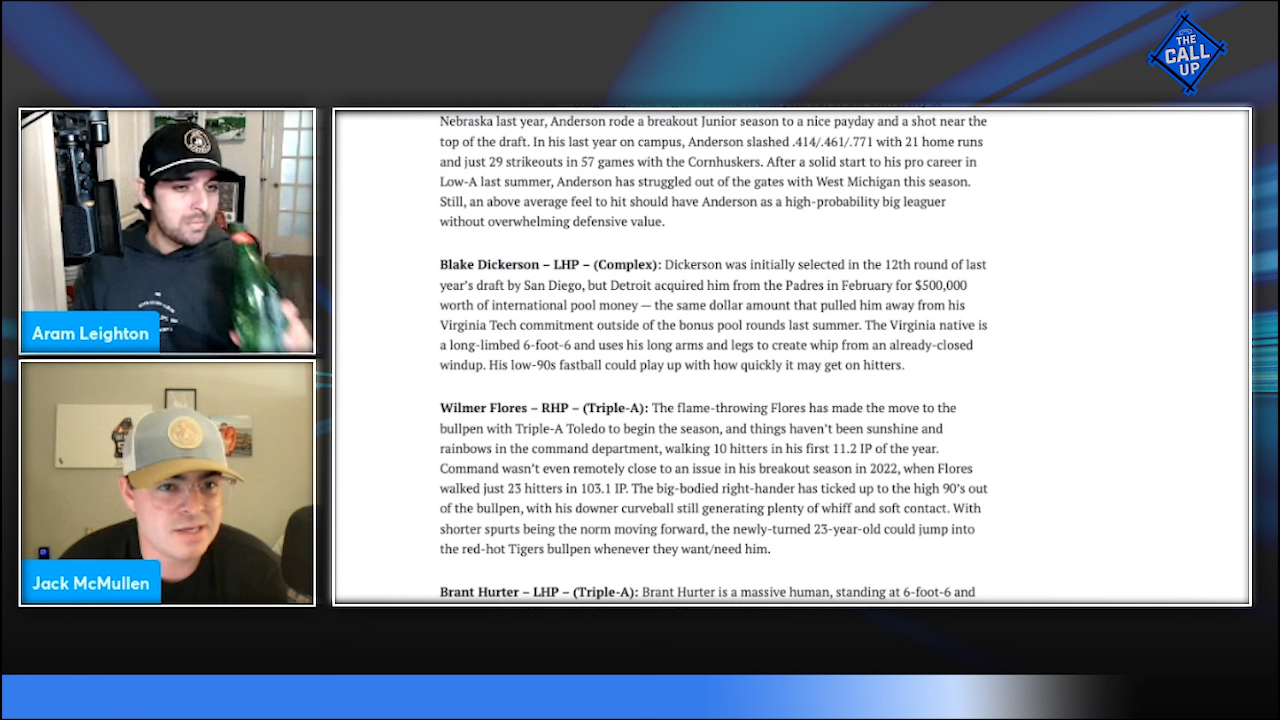 THE
CALL
UP
Nebraska last year, Anderson rode a breakout Junior season to a nice payday and a shot near the
top of the draft. In his last year on campus, Anderson slashed .414/.461/.771 with 21 home runs
and just 29 strikeouts in 57 games with the Cornhuskers. After a solid start to his pro career in
Low-A last summer, Anderson has struggled out of the gates with West Michigan this season.
Still, an above average feel to hit should have Anderson as a high-probability big leaguer
without overwhelming defensive value.
Blake Dickerson – LHP – (Complex): Dickerson was initially selected in the 12th round of last
year’s draft by San Diego, but Detroit acquired him from the Padres in February for $500,000
worth of international pool money — the same dollar amount that pulled him away from his
Virginia Tech commitment outside of the bonus pool rounds last summer. The Virginia native is
a long-limbed 6-foot-6 and uses his long arms and legs to create whip from an already-closed
windup. His low-90s fastball could play up with how quickly it may get on hitters.
Wilmer Flores – RHP – (Triple-A): The flame-throwing Flores has made the move to the
bullpen with Triple-A Toledo to begin the season, and things haven’t been sunshine and
rainbows in the command department, walking 10 hitters in his first 11.2 IP of the year.
Command wasn’t even remotely close to an issue in his breakout season in 2022, when Flores
walked just 23 hitters in 103.1 IP. The big-bodied right-hander has ticked up to the high 90’s out
of the bullpen, with his downer curveball still generating plenty of whiff and soft contact. With
shorter spurts being the norm moving forward, the newly-turned 23-year-old could jump into
the red-hot Tigers bullpen whenever they want/need him.
Brant Hurter – LHP – (Triple-A): Brant Hurter is a massive human, standing at 6-foot-6 and
Aram Leighton
Jack McMullen